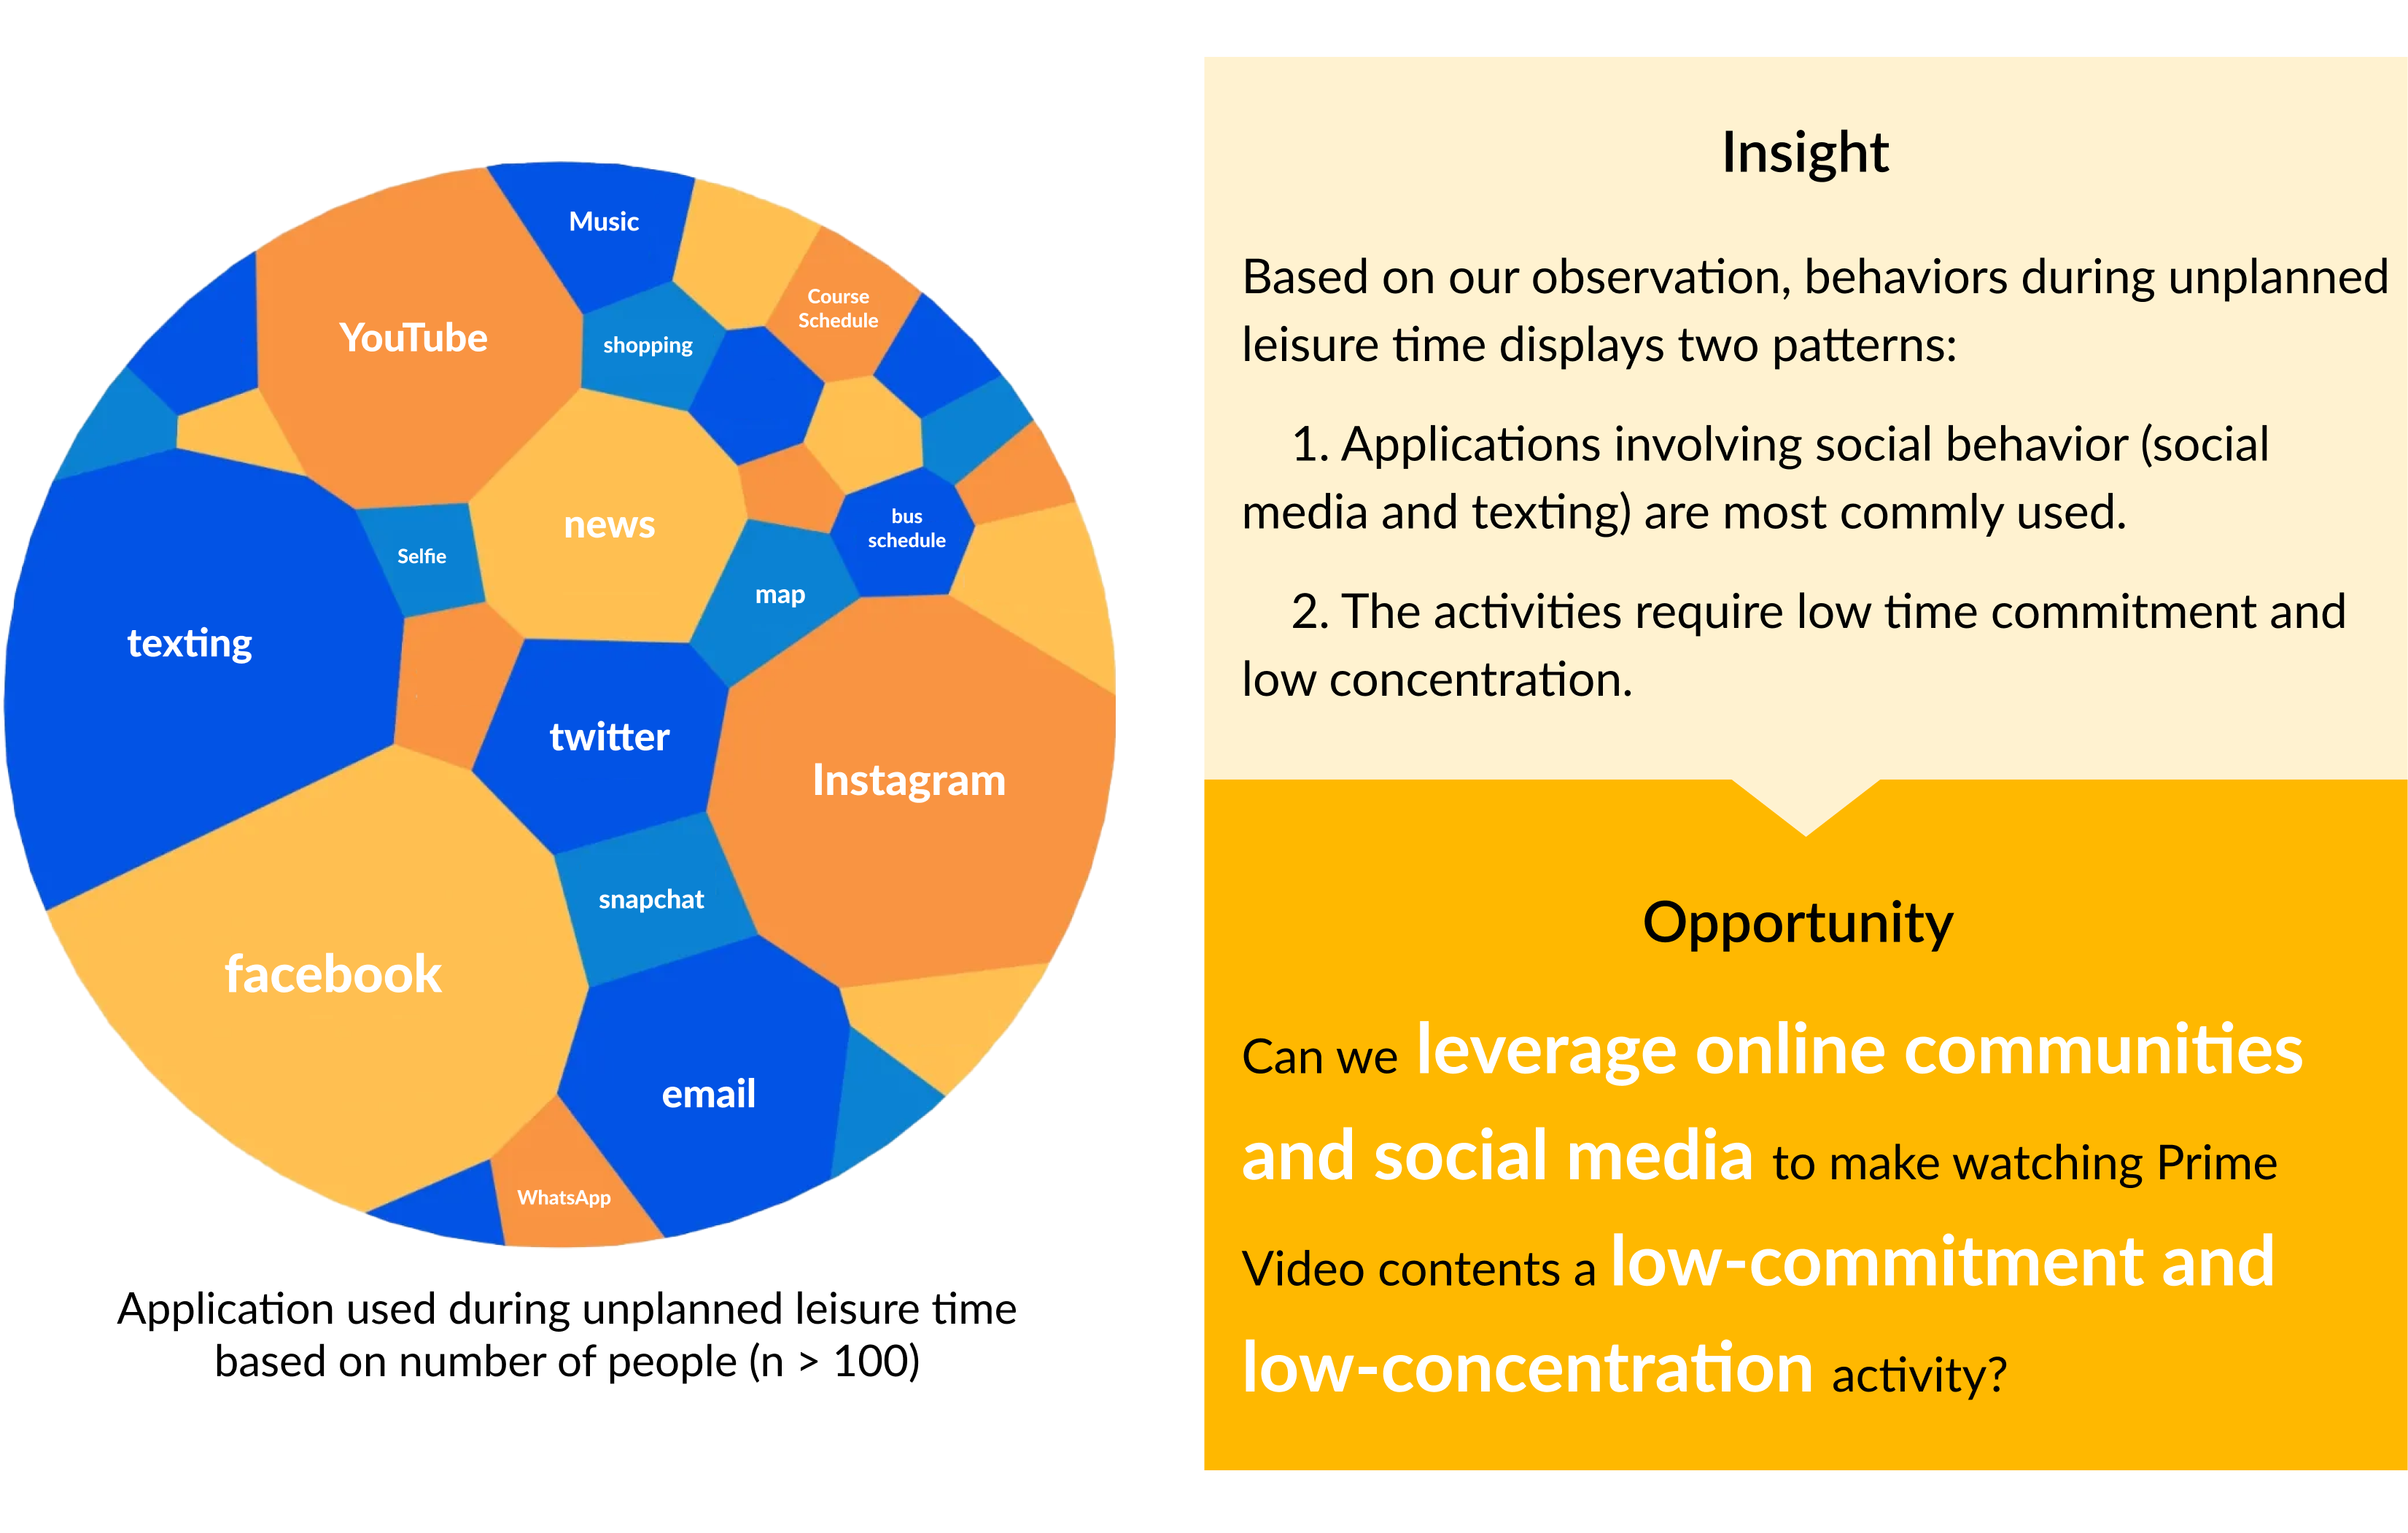 Music
YouTube
shopping
Course
Schedule
news
Selfie
bus
schedule
map
texting
twitter
Instagram
snapchat
facebook
email
WhatsApp
Application used during unplanned leisure time
based on number of people (n > 100)
Insight
Based on our observation, behaviors during unplanned
leisure time displays two patterns:
1. Applications involving social behavior (social
media and texting) are most commly used.
2. The activities require low time commitment and
low concentration.
Opportunity
Can we leverage online communities
and social media to make watching Prime
Video contents a low-commitment and
low-concentration activity?